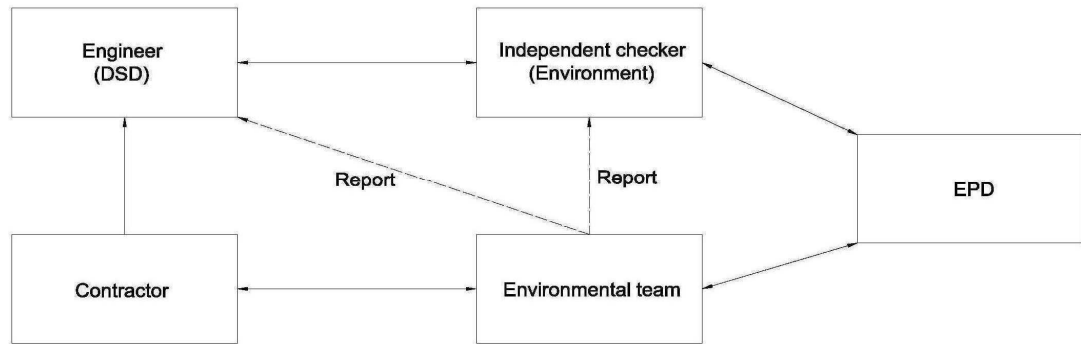 Engineer
(DSD)
Independent checker
(Environment)
EPD
Report
Report
Contractor
Environmental team